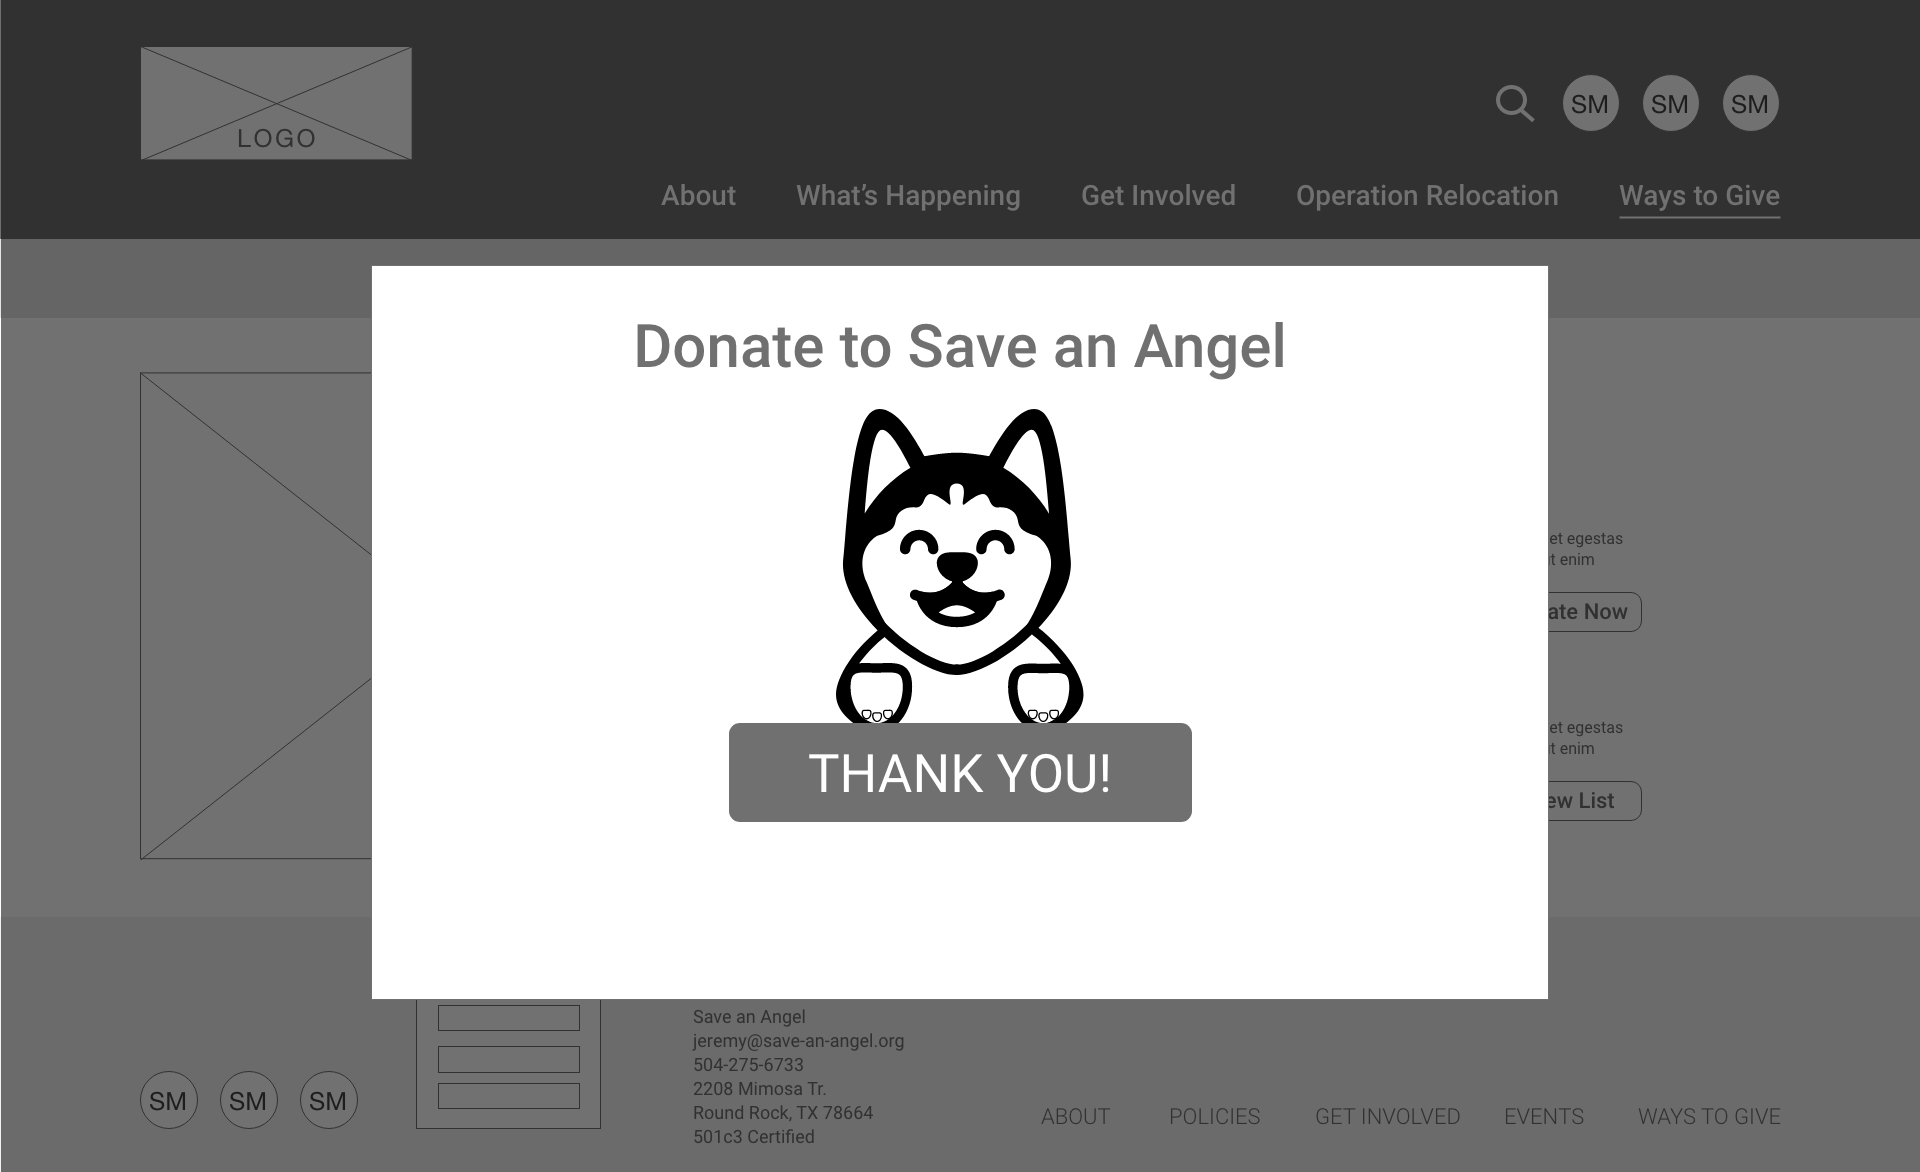 LOGO
SM SM SM
About What’s Happening Get Involved Operation Relocation Ways to Give
Donate to Save an Angel
et egestas
enim
ate Now
THANK YOU!
et egestas
enim
List
Save an Angel
jeremy@save-an-angel.org
504-275-6733
2208 Mimosa Tr.
Round Rock, TX 78664
501c3 Certified
SM SM SM
ABOUT POLICIES GET INVOLVED EVENTS WAYS TO GIVE